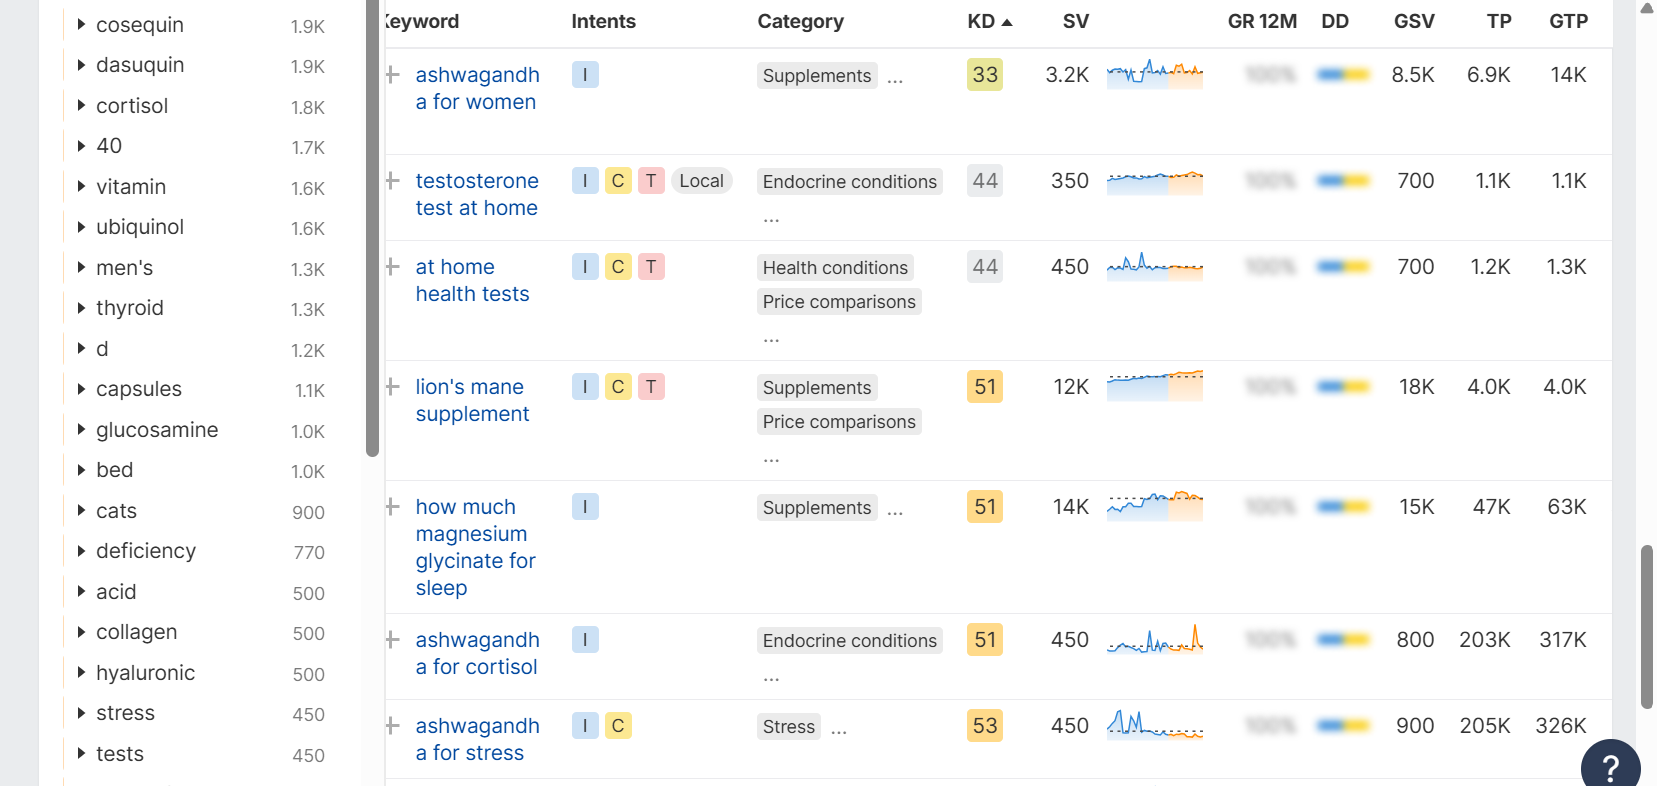 cosequin 1.9K
dasuquin 1.9K
cortisol 1.8K
40 1.7K
vitamin 1.6K
ubiquinol 1.6K
men's 1.3K
thyroid 1.3K
d 1.2K
capsules 1.1K
glucosamine 1.0K
bed 1.0K
cats 900
deficiency 770
acid 500
collagen 500
hyaluronic 500
stress 450
tests 450
Keyword Intents Category KD SV GR 12M DD GSV TP GTP
ashwagandh I Supplements ... 33 3.2K 100% 8.5K 6.9K 14K
a for women
testosterone I C T Local Endocrine conditions 44 350 100% 700 1.1K 1.1K
test at home
...
at home I C T Health conditions 44 450 100% 700 1.2K 1.3K
health tests Price comparisons
...
lion's mane I C T Supplements 51 12K 100% 18K 4.0K 4.0K
supplement Price comparisons
...
how much I Supplements ... 51 14K 100% 15K 47K 63K
magnesium
glycinate for
sleep
ashwagandh I Endocrine conditions 51 450 100% 800 203K 317K
a for cortisol
...
ashwagandh I C Stress ... 53 450 100% 900 205K 326K
a for stress
?